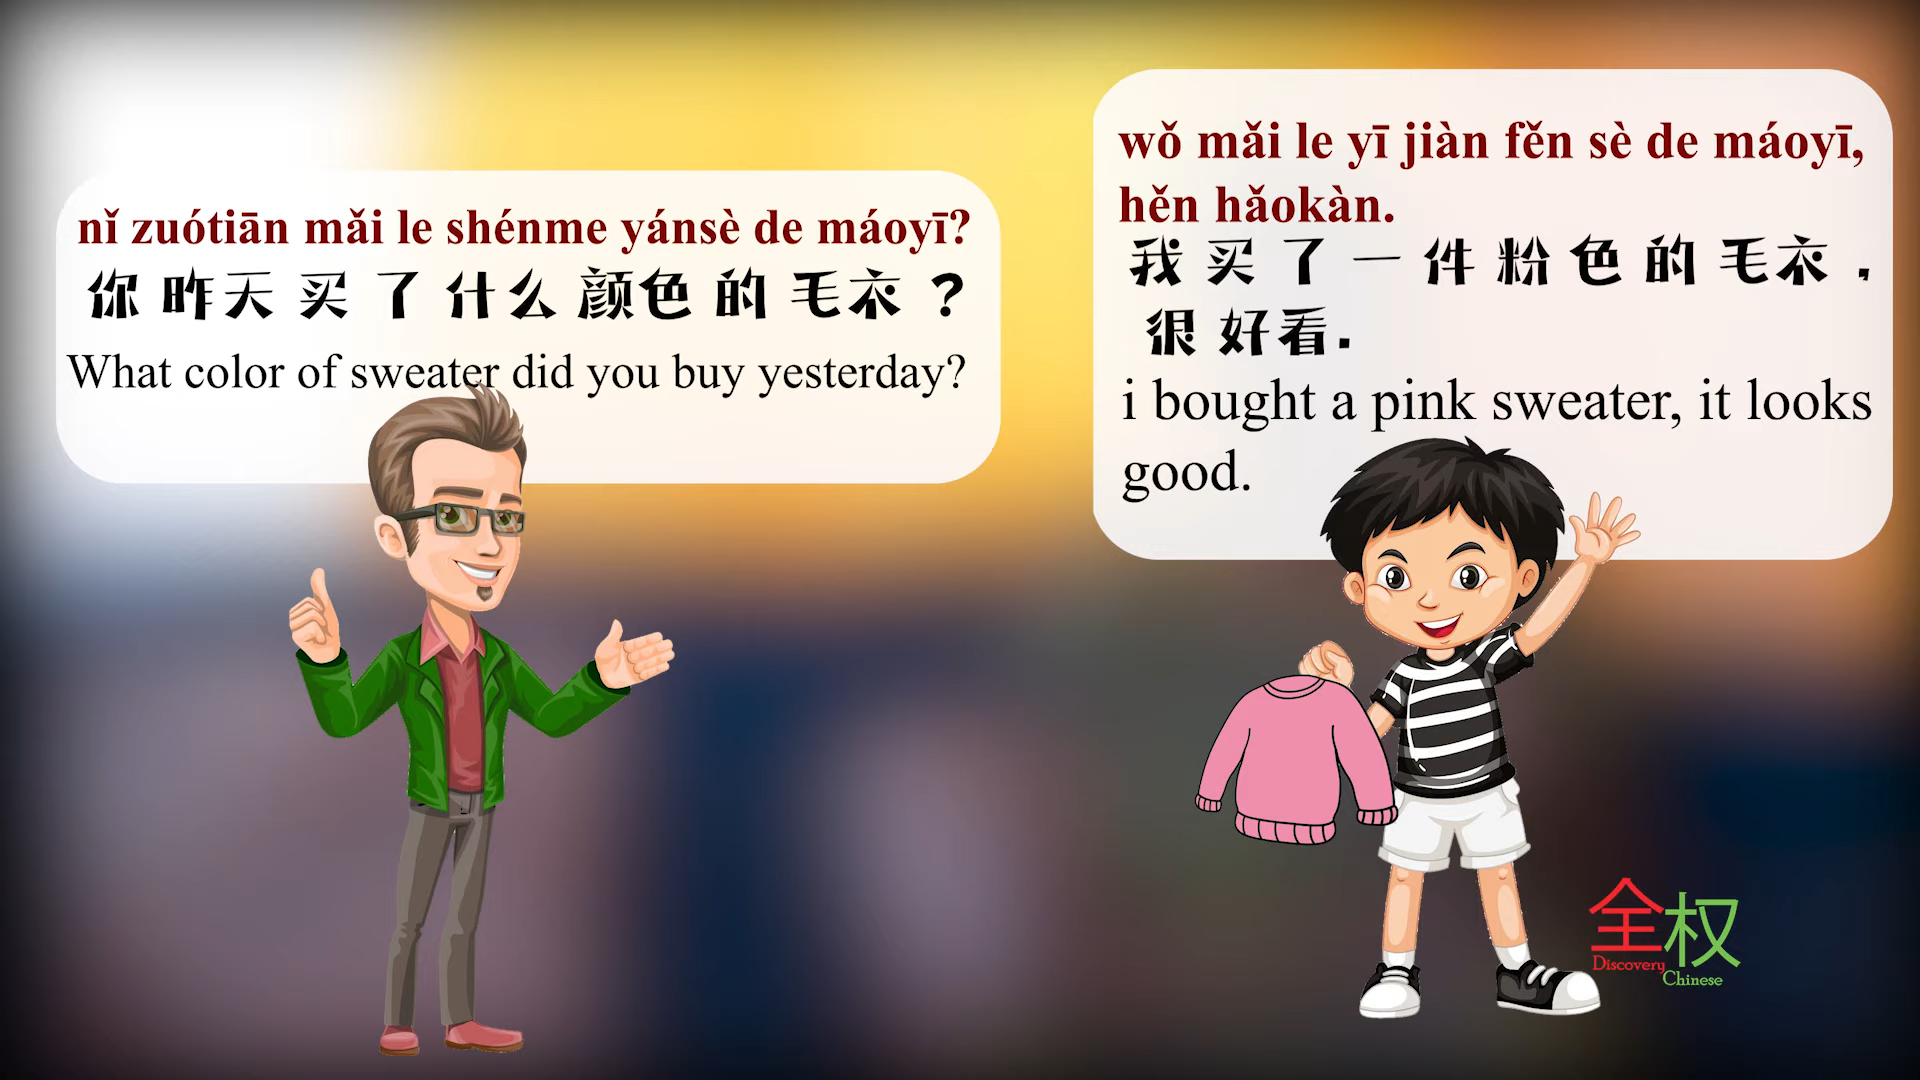 nǐ zuótiān mǎi le shénme yánsè de máoyī?
你 昨天 买 了 什么 颜色 的 毛衣 ?
What color of sweater did you buy yesterday?
wǒ mǎi le yī jiàn fěn sè de máoyī,
hěn hǎokàn.
我 买 了 一 件 粉 色 的 毛衣 .
很 好看.
i bought a pink sweater, it looks
good.
全权
Discovery
Chinese